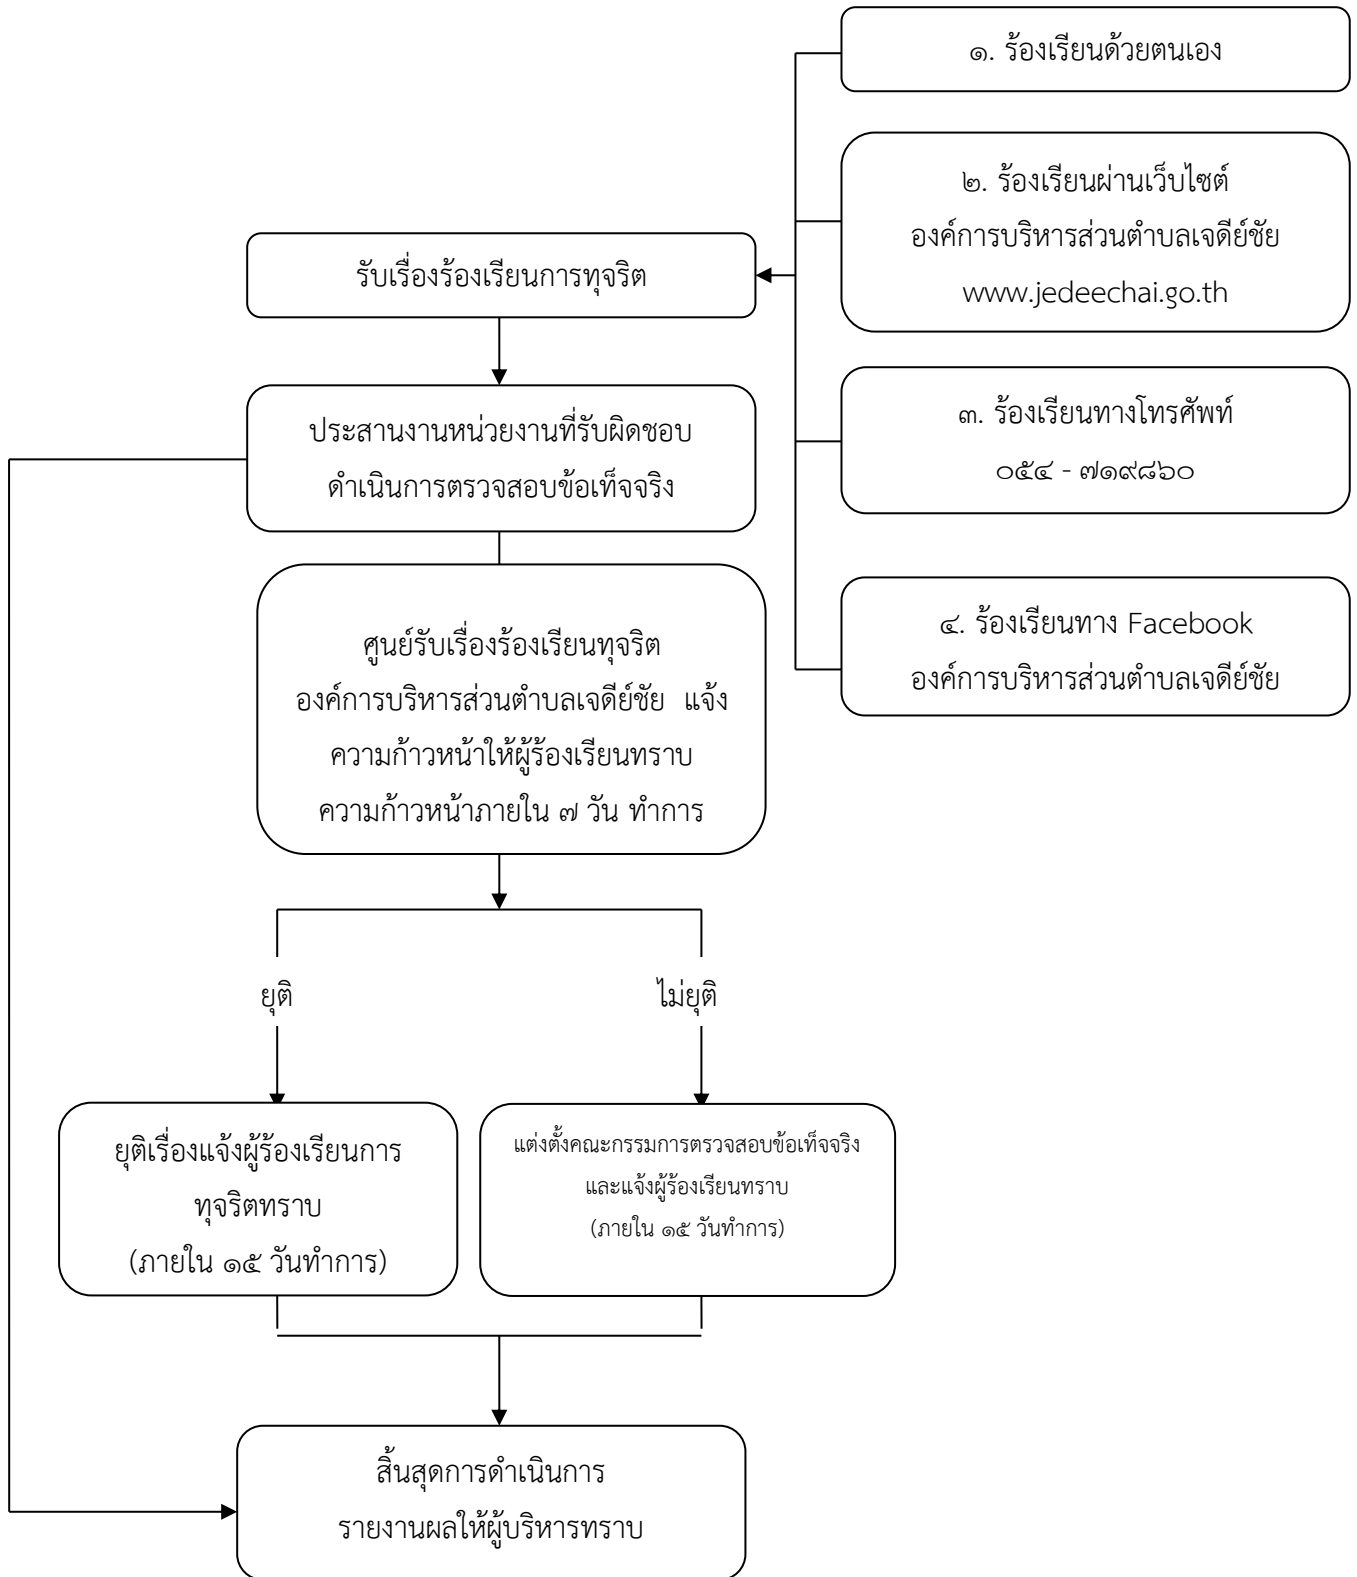 ๑. ร้องเรียนด้วยตนเอง
๒. ร้องเรียนผ่านเว็บไซต์
องค์การบริหารส่วนตำบลเจดีย์ชัย
www.jedeechai.go.th
รับเรื่องร้องเรียนการทุจริต
ประสานงานหน่วยงานที่รับผิดชอบ
ดำเนินการตรวจสอบข้อเท็จจริง
๓. ร้องเรียนทางโทรศัพท์
๐๕๔ - ๗๑๙๘๖๐
๔. ร้องเรียนทาง Facebook
องค์การบริหารส่วนตำบลเจดีย์ชัย
ศูนย์รับเรื่องร้องเรียนทุจริต
องค์การบริหารส่วนตำบลเจดีย์ชัย แจ้ง
ความก้าวหน้าให้ผู้ร้องเรียนทราบ
ความก้าวหน้าภายใน ๗ วัน ทำการ
ยุติ
ไม่ยุติ
ยุติเรื่องแจ้งผู้ร้องเรียนการ
ทุจริตทราบ
(ภายใน ๑๕ วันทำการ)
แต่งตั้งคณะกรรมการตรวจสอบข้อเท็จจริง
และแจ้งผู้ร้องเรียนทราบ
(ภายใน ๑๕ วันทำการ)
สิ้นสุดการดำเนินการ
รายงานผลให้ผู้บริหารทราบ